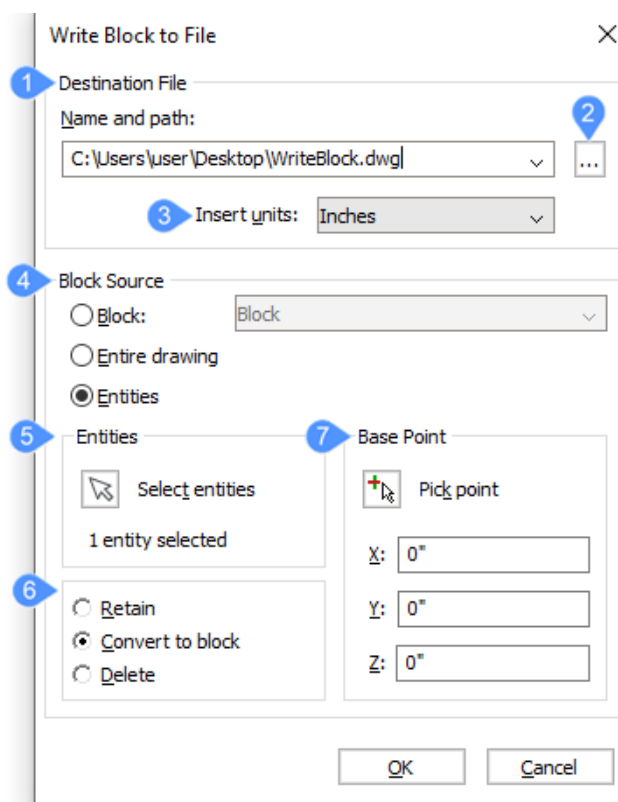 Write Block to File
1 Destination File
Name and path: 2
C:\Users\user\Desktop\WriteBlock.dwg ...
3 Insert units: Inches
4 Block Source
Block: Block
Entire drawing
Entities
5 Entities
Select entities
1 entity selected
6
Retain
Convert to block
Delete
7 Base Point
Pick point
X: 0"
Y: 0"
Z: 0"
OK Cancel